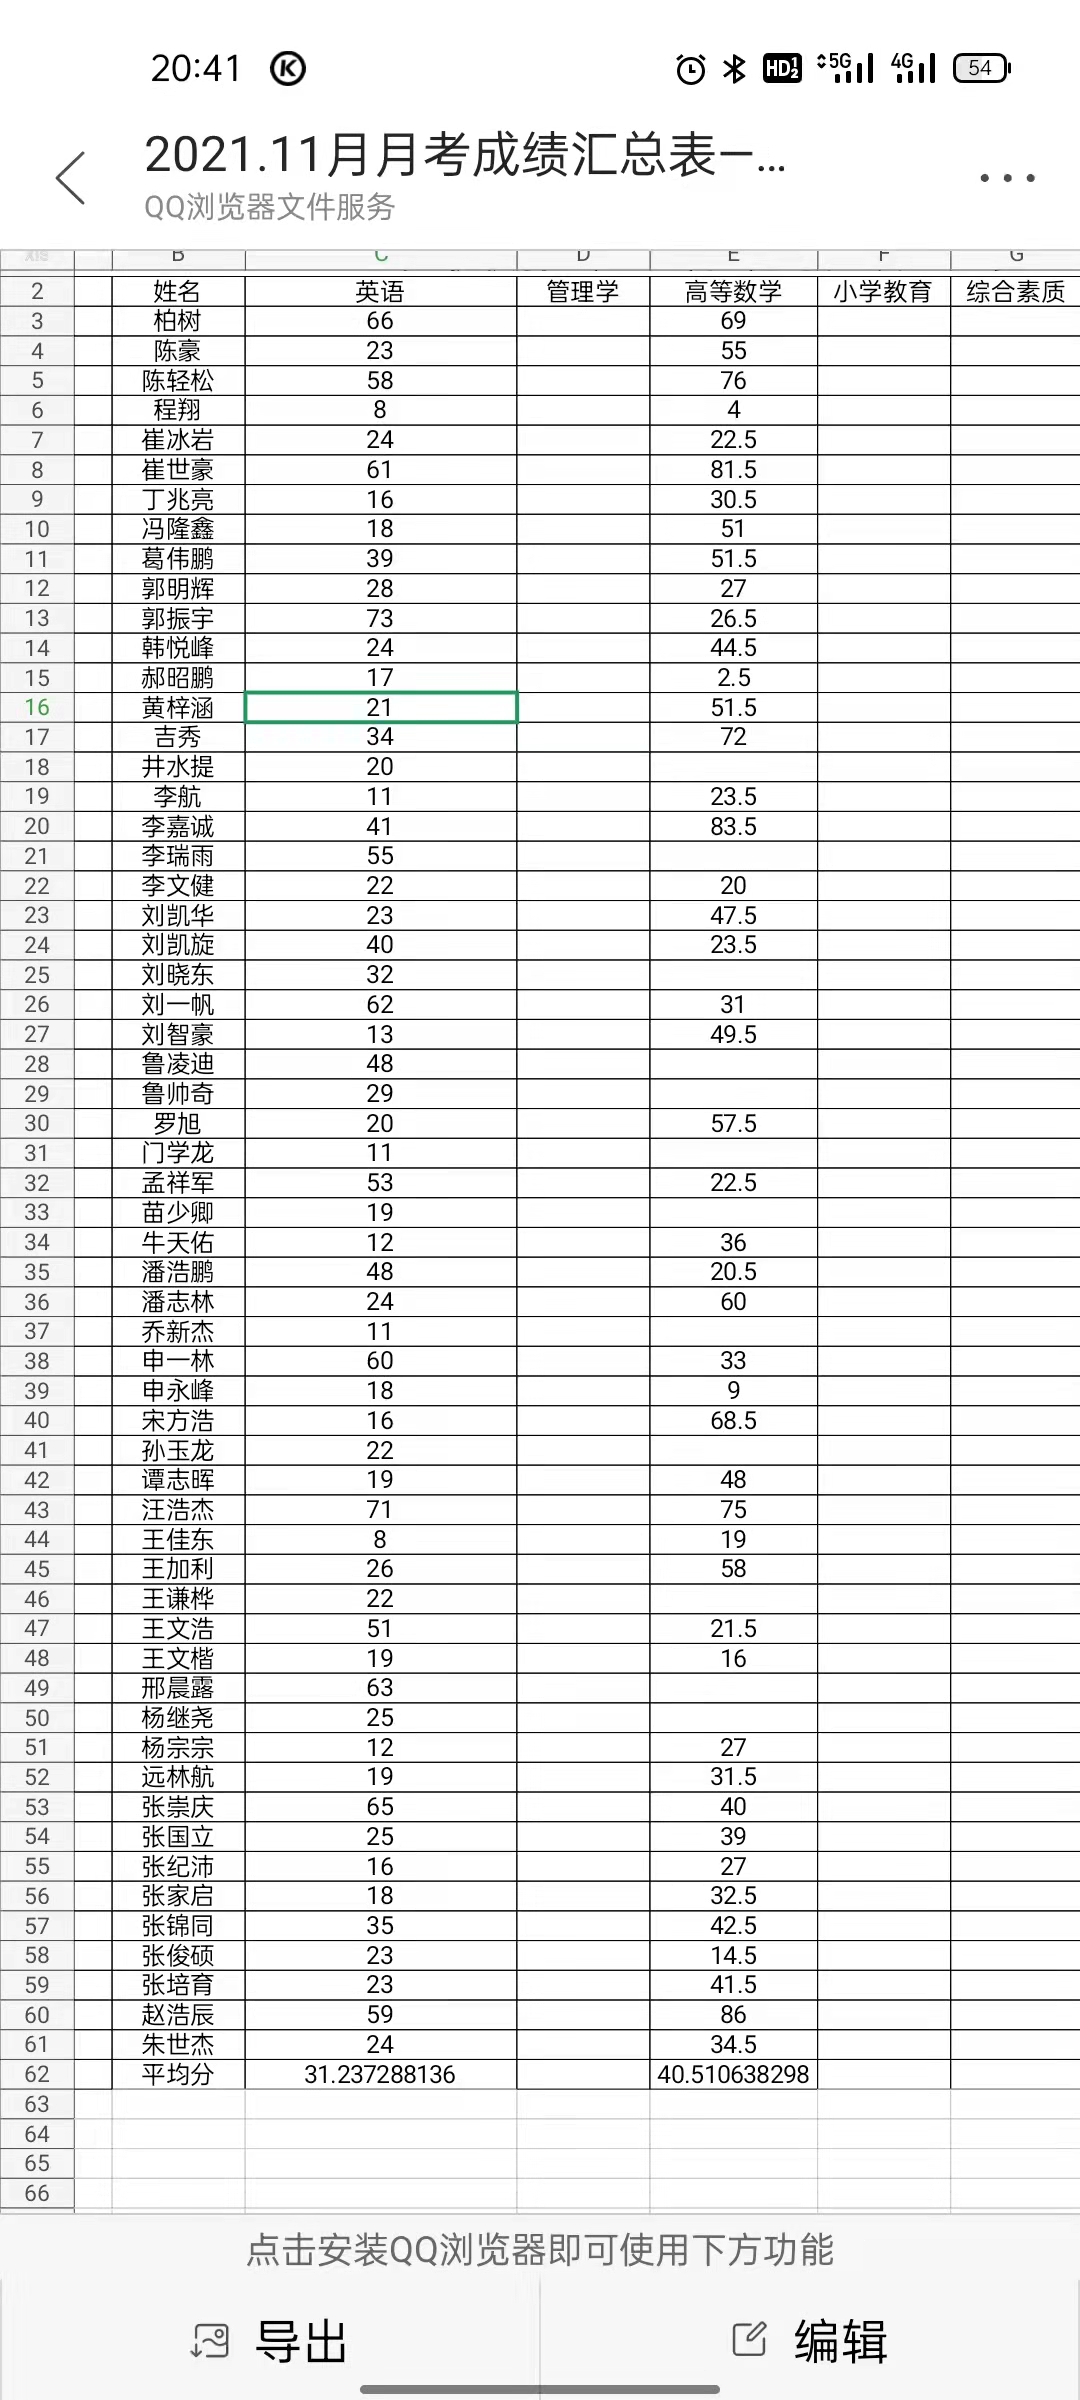 20:41 K HD 1 2 5G 4G 54
2021.11月月考成绩汇总表一...
QQ浏览器文件服务
B C D E F G
2 姓名 英语 管理学 高等数学 小学教育 综合素质
3 柏树 66 69
4 陈豪 23 55
5 陈轻松 58 76
6 程翔 8 4
7 崔冰岩 24 22.5
8 崔世豪 61 81.5
9 丁兆亮 16 30.5
10 冯隆鑫 18 51
11 葛伟鹏 39 51.5
12 郭明辉 28 27
13 郭振宇 73 26.5
14 韩悦峰 24 44.5
15 郝昭鹏 17 2.5
16 黄梓涵 21 51.5
17 吉秀 34 72
18 井水提 20
19 李航 11 23.5
20 李嘉诚 41 83.5
21 李瑞雨 55
22 李文健 22 20
23 刘凯华 23 47.5
24 刘凯旋 40 23.5
25 刘晓东 32
26 刘一帆 62 31
27 刘智豪 13 49.5
28 鲁凌迪 48
29 鲁帅奇 29
30 罗旭 20 57.5
31 门学龙 11
32 孟祥军 53 22.5
33 苗少卿 19
34 牛天佑 12 36
35 潘浩鹏 48 20.5
36 潘志林 24 60
37 乔新杰 11
38 申一林 60 33
39 申永峰 18 9
40 宋方浩 16 68.5
41 孙玉龙 22
42 谭志晖 19 48
43 汪浩杰 71 75
44 王佳东 8 19
45 王加利 26 58
46 王谦桦 22
47 王文浩 51 21.5
48 王文楷 19 16
49 邢晨露 63
50 杨继尧 25
51 杨宗宗 12 27
52 远林航 19 31.5
53 张崇庆 65 40
54 张国立 25 39
55 张纪沛 16 27
56 张家启 18 32.5
57 张锦同 35 42.5
58 张俊硕 23 14.5
59 张培育 23 41.5
60 赵浩辰 59 86
61 朱世杰 24 34.5
62 平均分 31.237288136 40.510638298
63
64
65
66
点击安装QQ浏览器即可使用下方功能
导出 编辑